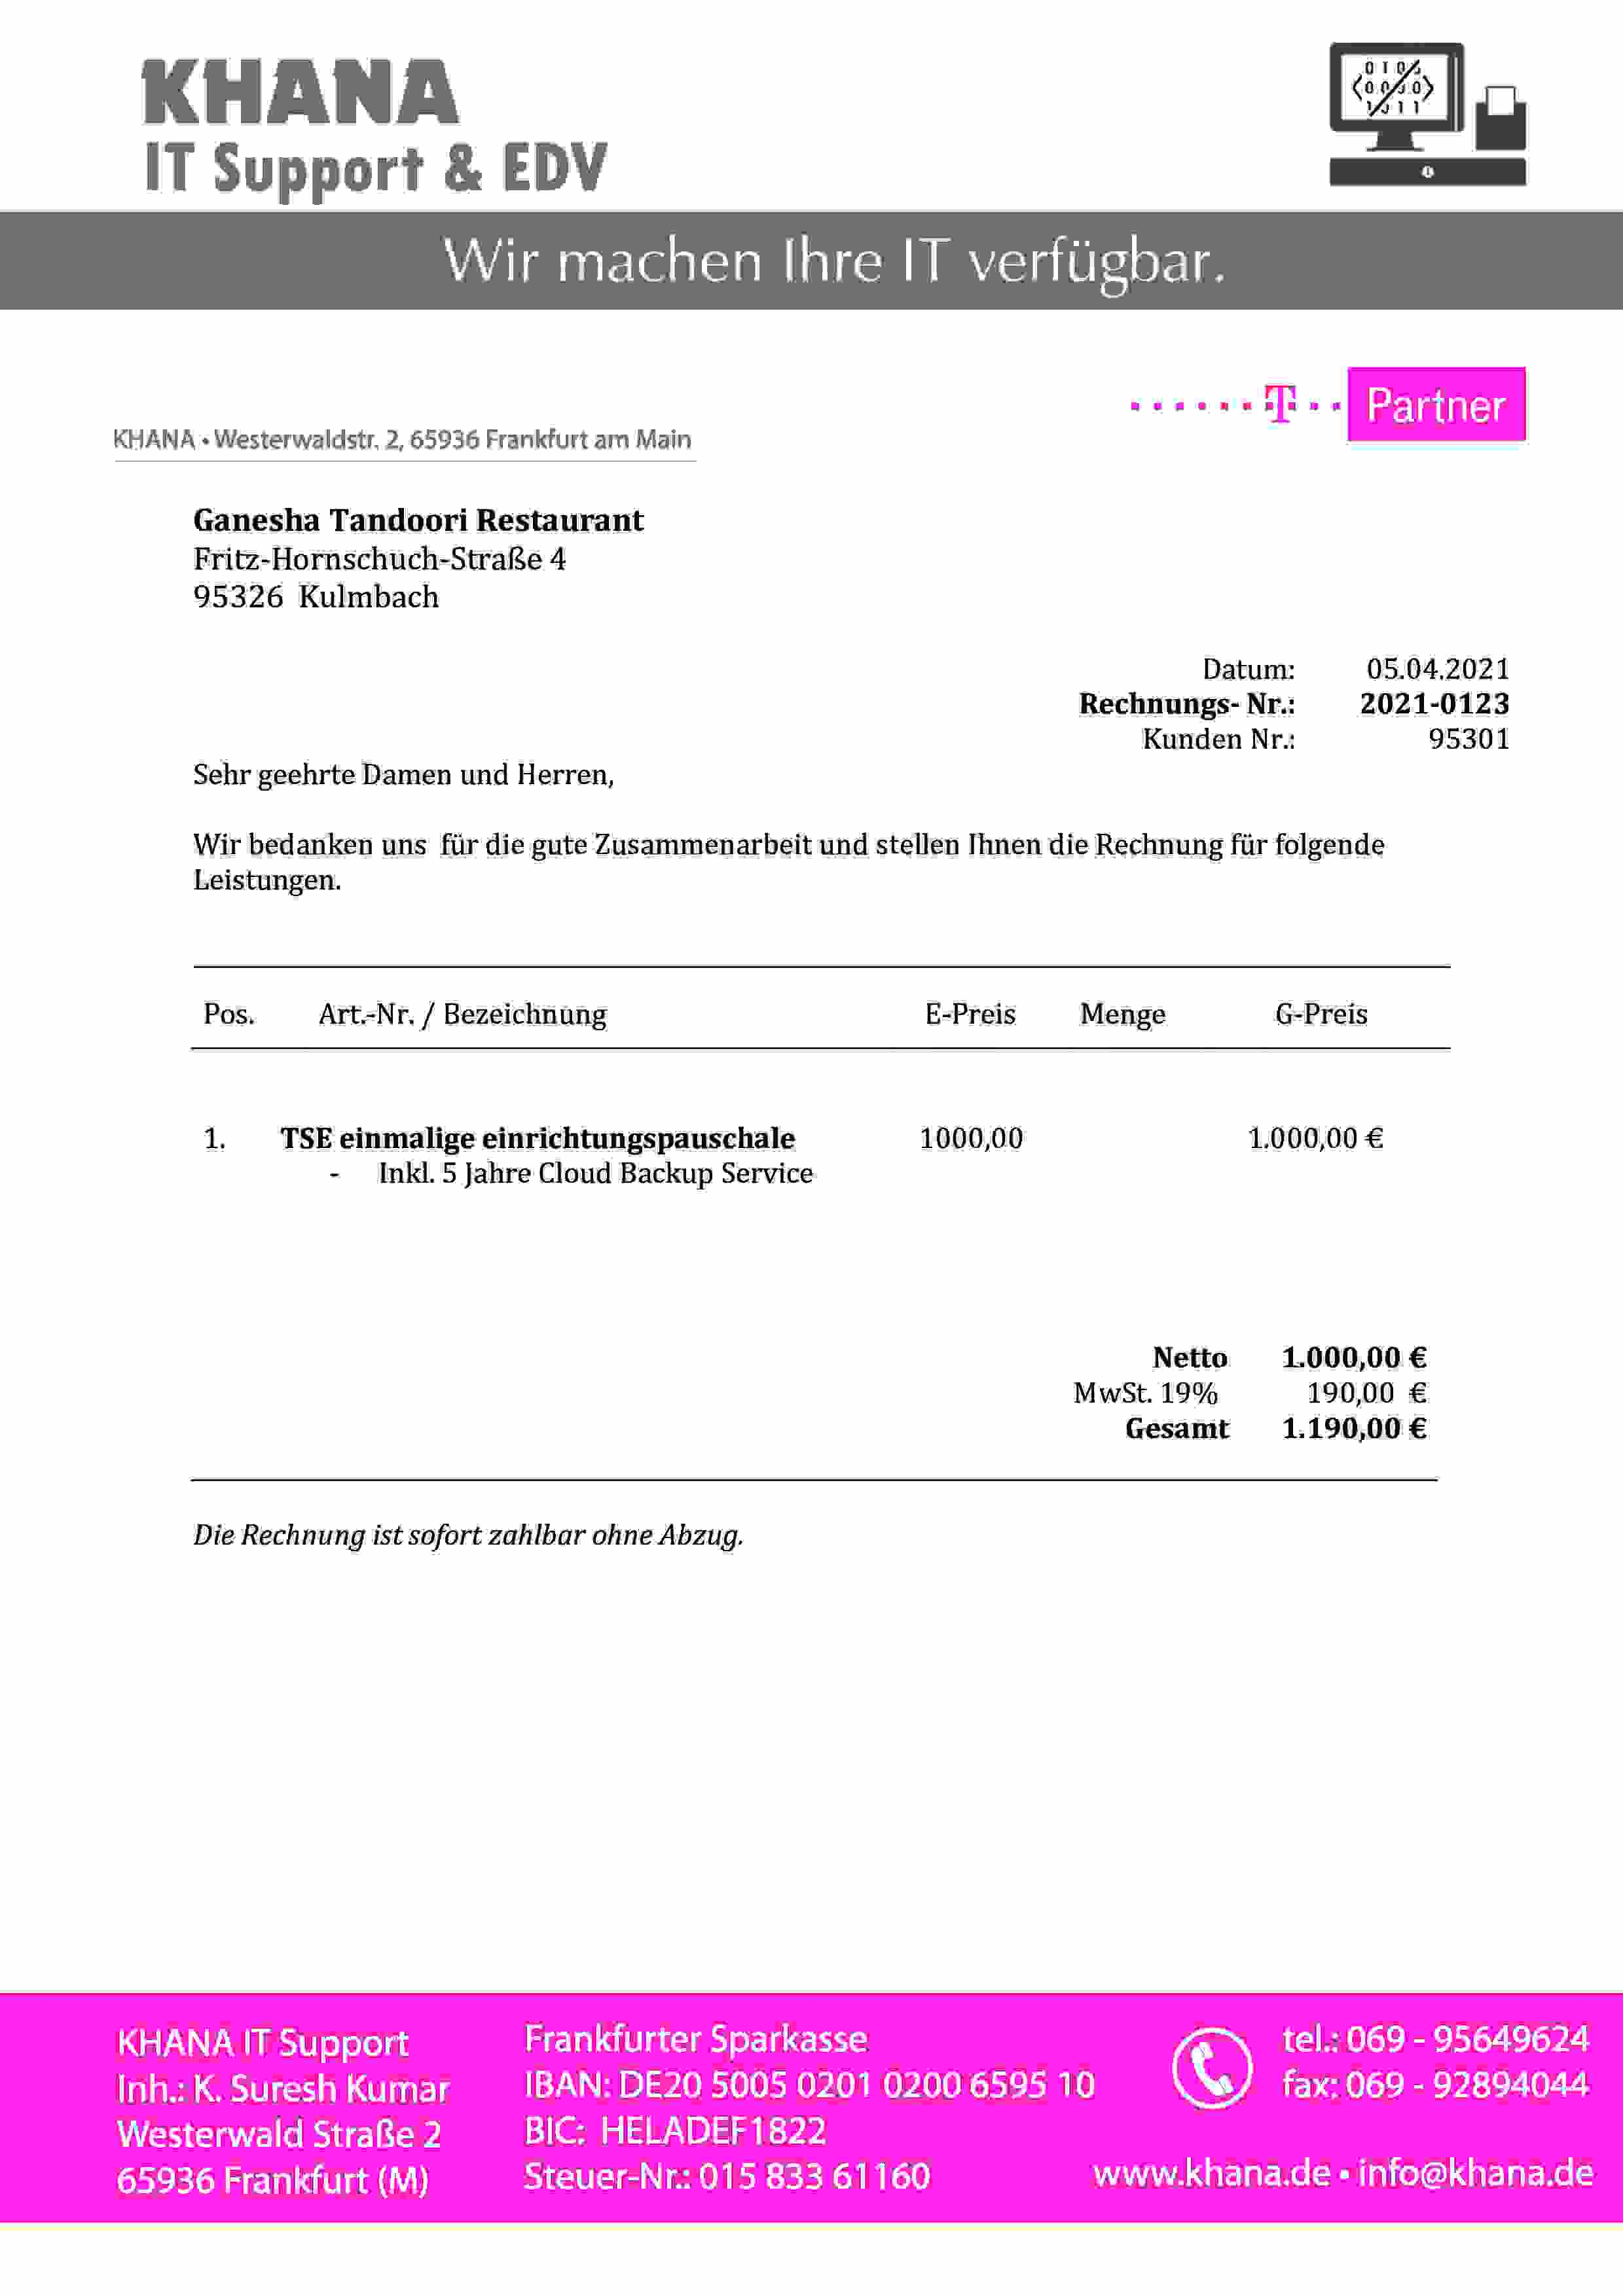 KHANA
IT Support & EDV
Wir machen Ihre IT verfügbar.
T Partner
KHANA • Westerwaldstr. 2, 65936 Frankfurt am Main
Ganesha Tandoori Restaurant
Fritz-Hornschuch-Straße 4
95326 Kulmbach
Datum: 05.04.2021
Rechnungs- Nr.: 2021-0123
Kunden Nr.: 95301
Sehr geehrte Damen und Herren,
Wir bedanken uns für die gute Zusammenarbeit und stellen Ihnen die Rechnung für folgende
Leistungen.
Pos. Art.-Nr. / Bezeichnung E-Preis Menge G-Preis
1. TSE einmalige einrichtungspauschale 1000,00 1.000,00 €
- Inkl. 5 Jahre Cloud Backup Service
Netto 1.000,00 €
MwSt. 19% 190,00 €
Gesamt 1.190,00 €
Die Rechnung ist sofort zahlbar ohne Abzug.
KHANA IT Support
Inh.: K. Suresh Kumar
Westerwald Straße 2
65936 Frankfurt (M)
Frankfurter Sparkasse
IBAN: DE20 5005 0201 0200 6595 10
BIC: HELADEF1822
Steuer-Nr.: 015 833 61160
tel.: 069 - 95649624
fax: 069 - 92894044
www.khana.de • info@khana.de